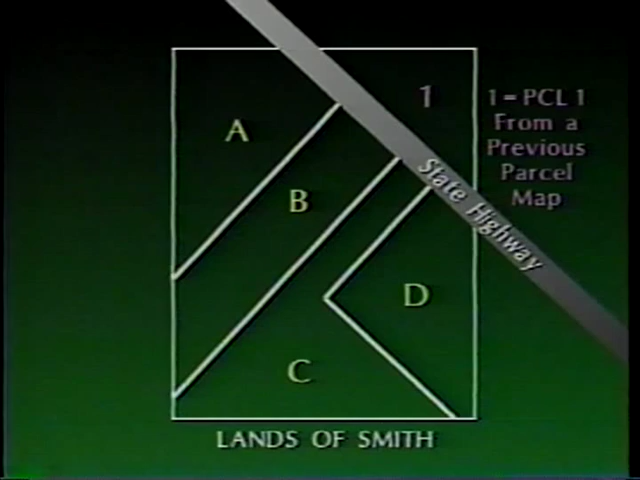 1
A
1 = PCL 1
From a
Previous
Parcel
Map
State Highway
B
D
C
LANDS OF SMITH